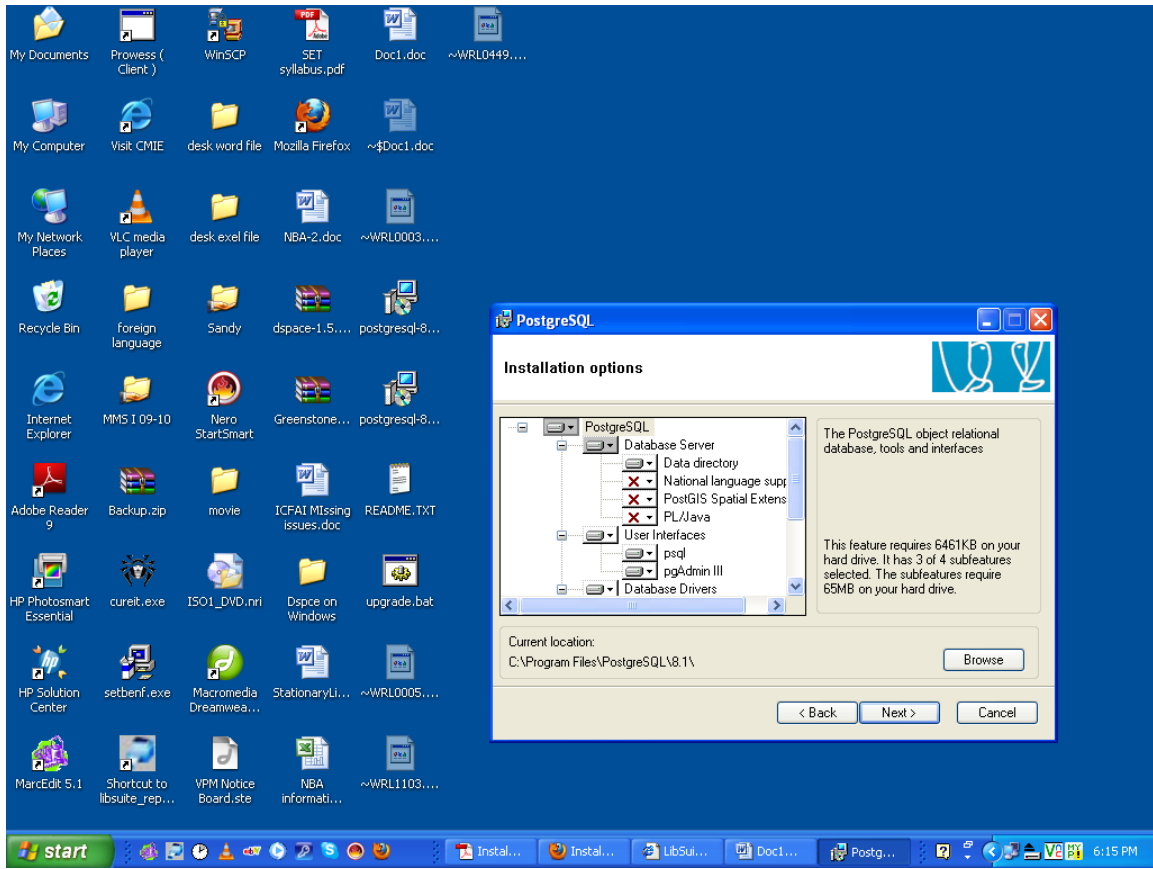 My Documents
Prowess (
Client )
WinSCP
PDF
Adobe
SET
syllabus.pdf
Doc1.doc
~WRL0449....
My Computer
Visit CMIE
desk word file
Mozilla Firefox
~$Doc1.doc
My Network
Places
VLC media
player
desk exel file
NBA-2.doc
~WRL0003....
Recycle Bin
foreign
language
Sandy
dspace-1.5....
postgresql-8...
Internet
Explorer
MMS I 09-10
Nero
StartSmart
Greenstone...
postgresql-8...
Adobe Reader
9
Backup.zip
movie
ICFAI MIssing
issues.doc
README.TXT
HP Photosmart
Essential
cureit.exe
ISO1_DVD.nri
Dspce on
Windows
upgrade.bat
hp
HP Solution
Center
setbenf.exe
Macromedia
Dreamwea...
StationaryLi...
~WRL0005....
MarcEdit 5.1
Shortcut to
libsuite_rep...
VPM Notice
Board.ste
NBA
informati...
~WRL1103....
PostgreSQL
Installation options
PostgreSQL
Database Server
Data directory
National language supp
PostGIS Spatial Extens
PL/Java
User Interfaces
psql
pgAdmin III
Database Drivers
The PostgreSQL object relational
database, tools and interfaces
This feature requires 6461KB on your
hard drive. It has 3 of 4 subfeatures
selected. The subfeatures require
65MB on your hard drive.
Current location:
C:\Program Files\PostgreSQL\8.1\
Browse
< Back
Next >
Cancel
start
Instal...
Instal...
LibSui...
Doc1...
Postg...
6:15 PM